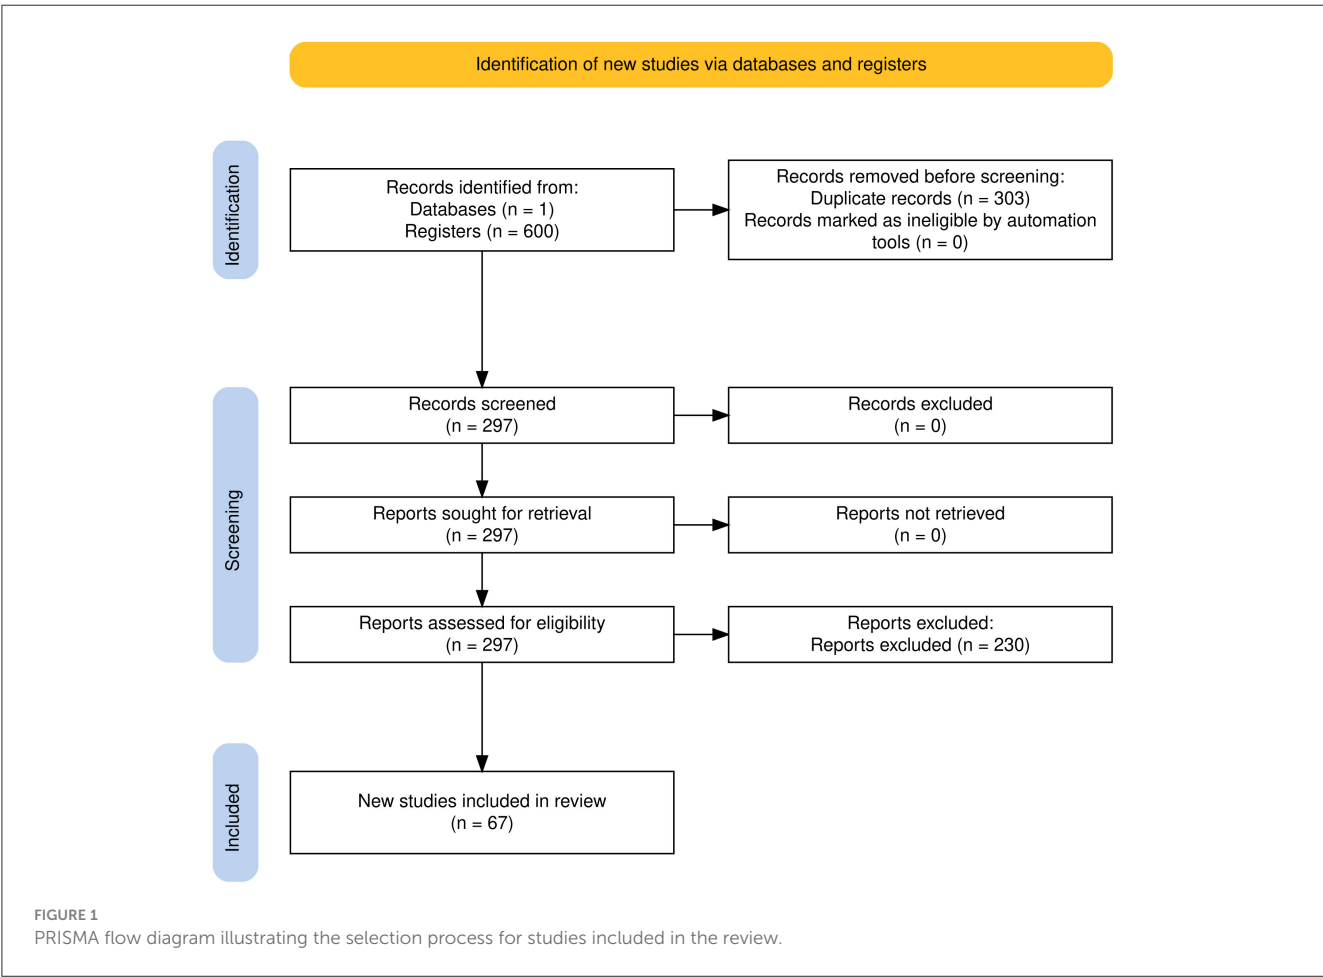 Identification of new studies via databases and registers
Identification
Records identified from:
Databases (n = 1)
Registers (n = 600)
Records removed before screening:
Duplicate records (n = 303)
Records marked as ineligible by automation
tools (n = 0)
Screening
Records screened
(n = 297)
Records excluded
(n = 0)
Reports sought for retrieval
(n = 297)
Reports not retrieved
(n = 0)
Reports assessed for eligibility
(n = 297)
Reports excluded:
Reports excluded (n = 230)
Included
New studies included in review
(n = 67)
FIGURE 1
PRISMA flow diagram illustrating the selection process for studies included in the review.